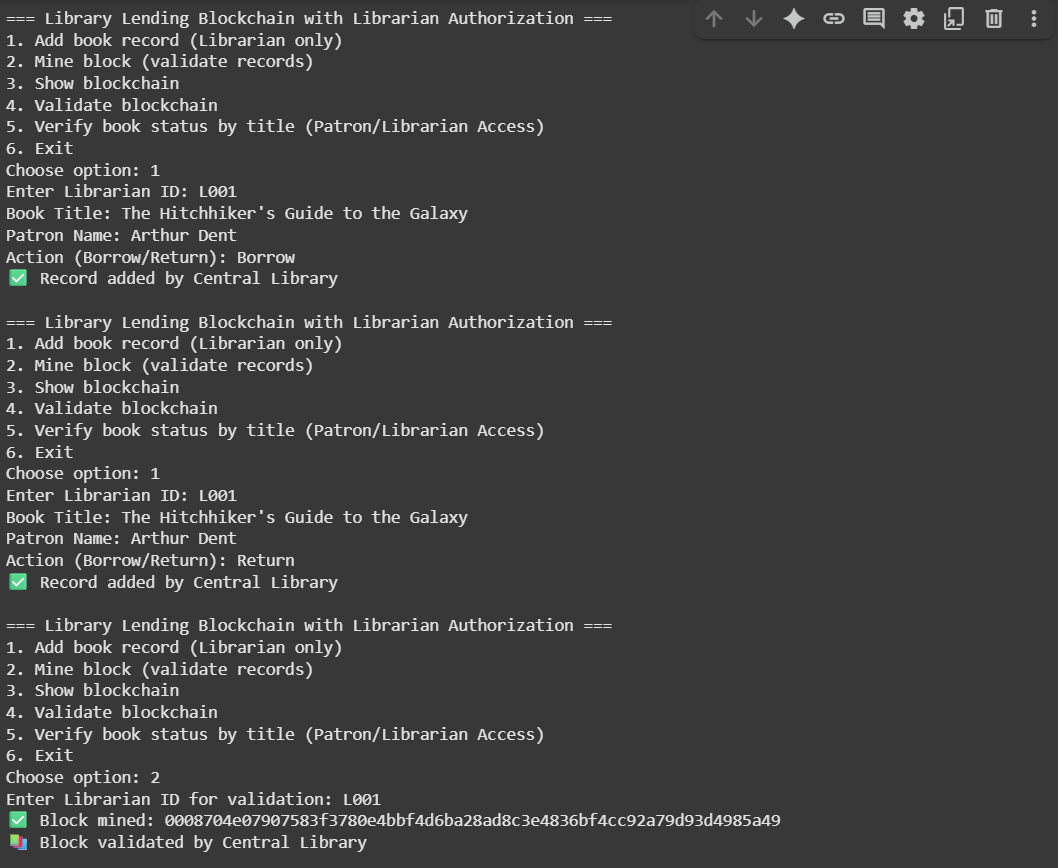 === Library Lending Blockchain with Librarian Authorization ===
1. Add book record (Librarian only)
2. Mine block (validate records)
3. Show blockchain
4. Validate blockchain
5. Verify book status by title (Patron/Librarian Access)
6. Exit
Choose option: 1
Enter Librarian ID: L001
Book Title: The Hitchhiker's Guide to the Galaxy
Patron Name: Arthur Dent
Action (Borrow/Return): Borrow
✅ Record added by Central Library
=== Library Lending Blockchain with Librarian Authorization ===
1. Add book record (Librarian only)
2. Mine block (validate records)
3. Show blockchain
4. Validate blockchain
5. Verify book status by title (Patron/Librarian Access)
6. Exit
Choose option: 1
Enter Librarian ID: L001
Book Title: The Hitchhiker's Guide to the Galaxy
Patron Name: Arthur Dent
Action (Borrow/Return): Return
✅ Record added by Central Library
=== Library Lending Blockchain with Librarian Authorization ===
1. Add book record (Librarian only)
2. Mine block (validate records)
3. Show blockchain
4. Validate blockchain
5. Verify book status by title (Patron/Librarian Access)
6. Exit
Choose option: 2
Enter Librarian ID for validation: L001
✅ Block mined: 0008704e07907583f3780e4bbf4d6ba28ad8c3e4836bf4cc92a79d93d4985a49
📚 Block validated by Central Library